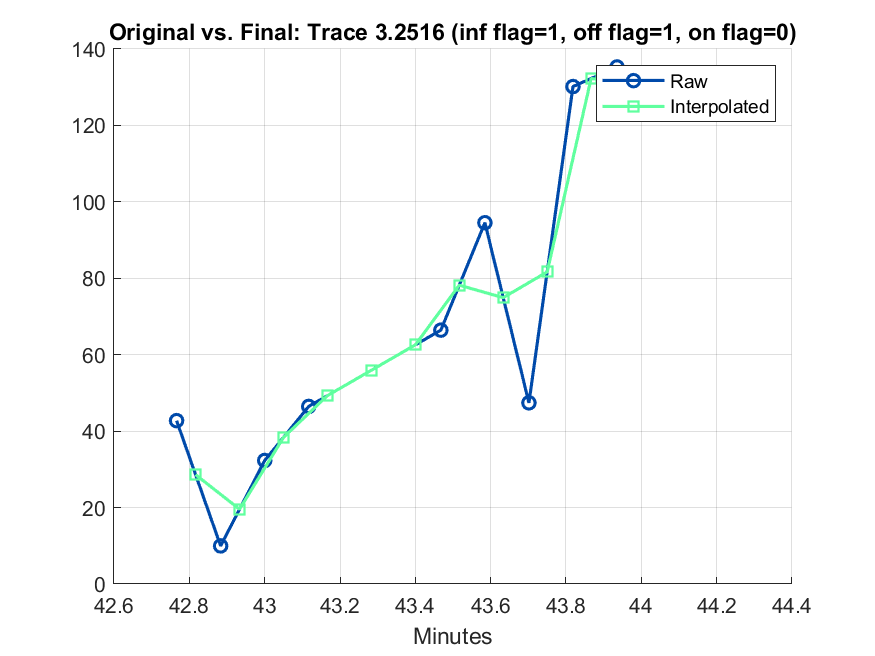 Original vs. Final: Trace 3.2516 (inf flag=1, off flag=1, on flag=0)
140
120
100
80
60
40
20
0
Raw
Interpolated
42.6 42.8 43 43.2 43.4 43.6 43.8 44 44.2 44.4
Minutes